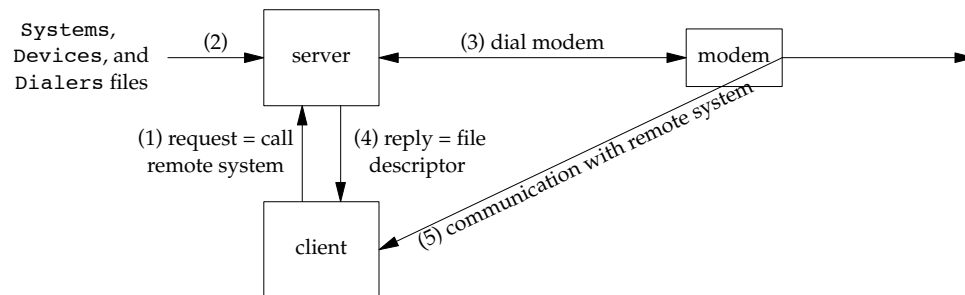 Systems,
Devices, and
Dialers files
(2)
server
(3) dial modem
modem
(1) request = call
remote system
(4) reply = file
descriptor
(5) communication with remote system
client